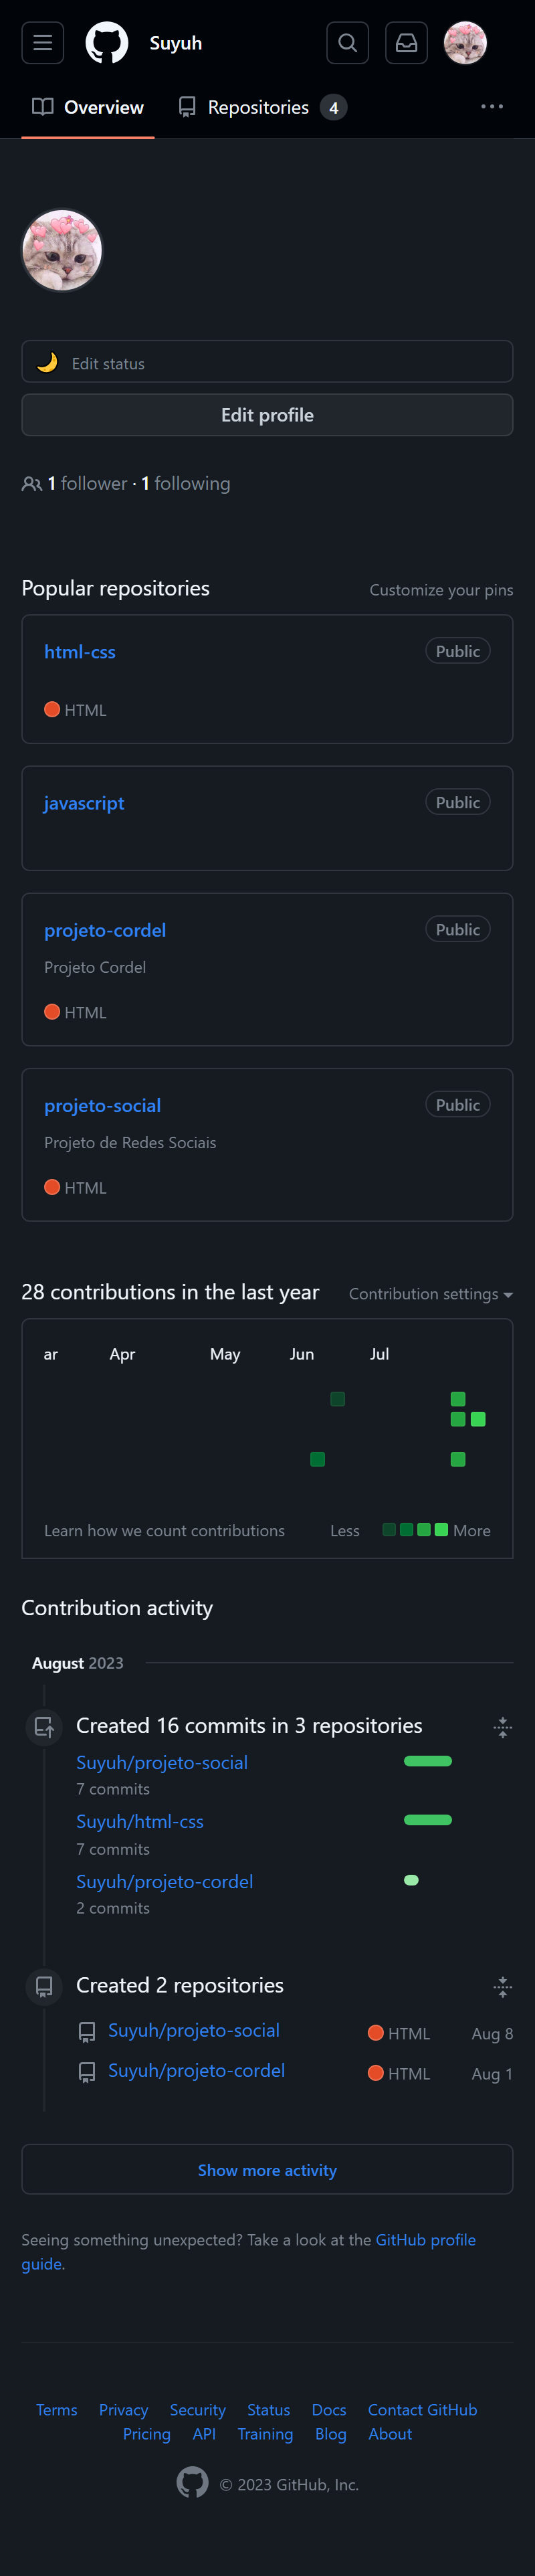 Suyuh
Overview Repositories 4
Edit status
Edit profile
1 follower · 1 following
Popular repositories Customize your pins
html-css Public
HTML
javascript Public
projeto-cordel Public
Projeto Cordel
HTML
projeto-social Public
Projeto de Redes Sociais
HTML
28 contributions in the last year Contribution settings
ar Apr May Jun Jul
Learn how we count contributions Less More
Contribution activity
August 2023
Created 16 commits in 3 repositories
Suyuh/projeto-social
7 commits
Suyuh/html-css
7 commits
Suyuh/projeto-cordel
2 commits
Created 2 repositories
Suyuh/projeto-social HTML Aug 8
Suyuh/projeto-cordel HTML Aug 1
Show more activity
Seeing something unexpected? Take a look at the GitHub profile
guide.
Terms Privacy Security Status Docs Contact GitHub
Pricing API Training Blog About
© 2023 GitHub, Inc.